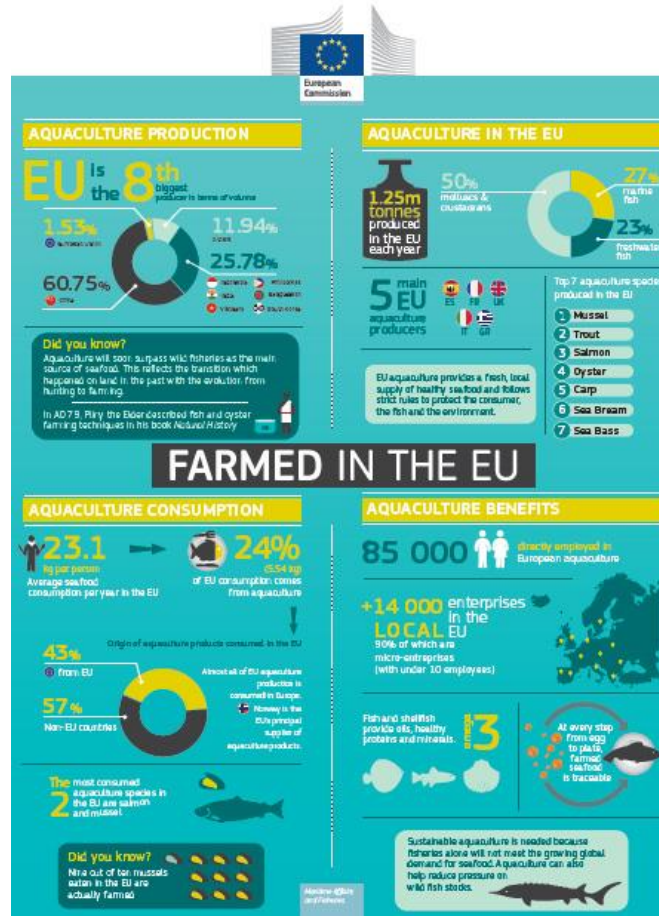 European
Commission
AQUACULTURE PRODUCTION
EU is the 8th
biggest
producer in terms of volume
1.53%
11.94%
25.78%
60.75%
CHINA
INDONESIA
INDIA
VIETNAM
PHILIPPINES
BANGLADESH
Did you know?
Aquaculture will soon surpass wild fisheries as the main
source of seafood. This reflects the transition which
happened on land in the past with the evolution from
hunting to farming.
In AD 79, Pliny the Elder described fish and oyster
farming techniques in his book Natural History
AQUACULTURE IN THE EU
1.25m
tonnes
produced
in the EU
each year
50%
molluscs &
crustaceans
27%
marine
fish
23%
freshwater
fish
5 main
EU
aquaculture
producers
ES FR UK
IT GR
EU aquaculture provides a fresh, local
supply of healthy seafood and follows
strict rules to protect the consumer,
the fish and the environment.
Top 7 aquaculture species
produced in the EU
1 Mussel
2 Trout
3 Salmon
4 Oyster
5 Carp
6 Sea Bream
7 Sea Bass
FARMED IN THE EU
AQUACULTURE CONSUMPTION
23.1
kg per person
Average seafood
consumption per year in the EU
24%
(5.54 kg)
of EU consumption comes
from aquaculture
Origin of aquaculture products consumed in the EU
43%
from EU
57%
Non-EU countries
Almost all of EU aquaculture
production is
consumed in Europe.
Norway is the
EU's principal
supplier of
aquaculture products.
The 2 most consumed
aquaculture species in
the EU are salmon
and mussel
Did you know?
Nine out of ten mussels
eaten in the EU are
actually farmed
AQUACULTURE BENEFITS
85 000
directly employed in
European aquaculture
+14 000 enterprises
in the
LOCAL EU
90% of which are
micro-entreprises
(with under 10 employees)
Fish and shellfish
provide oils, healthy
proteins and minerals.
omega 3
At every step
from egg
to plate,
farmed
seafood
is traceable
Sustainable aquaculture is needed because
fisheries alone will not meet the growing global
demand for seafood. Aquaculture can also
help reduce pressure on
wild fish stocks.
Maritime Affairs
and Fisheries